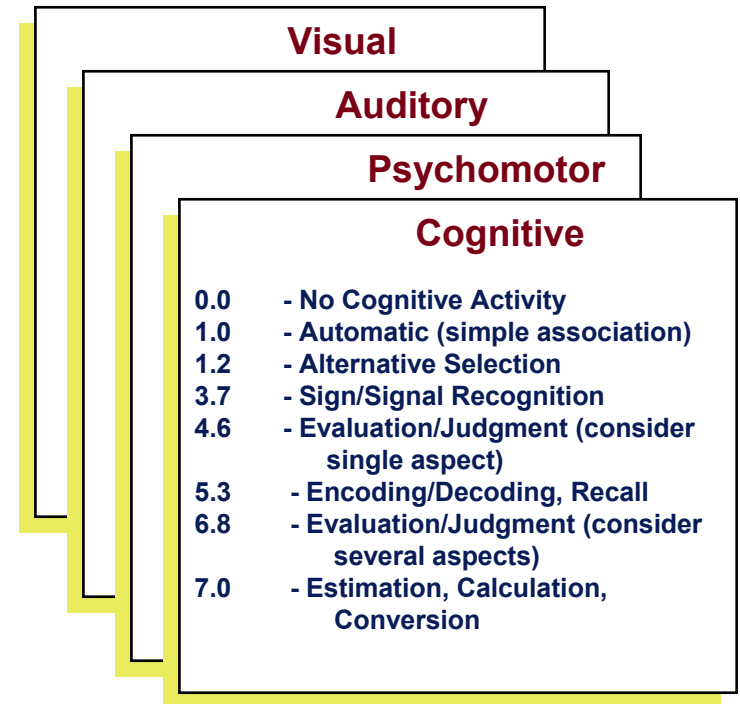 Visual
Auditory
Psychomotor
Cognitive
0.0 - No Cognitive Activity
1.0 - Automatic (simple association)
1.2 - Alternative Selection
3.7 - Sign/Signal Recognition
4.6 - Evaluation/Judgment (consider
single aspect)
5.3 - Encoding/Decoding, Recall
6.8 - Evaluation/Judgment (consider
several aspects)
7.0 - Estimation, Calculation,
Conversion